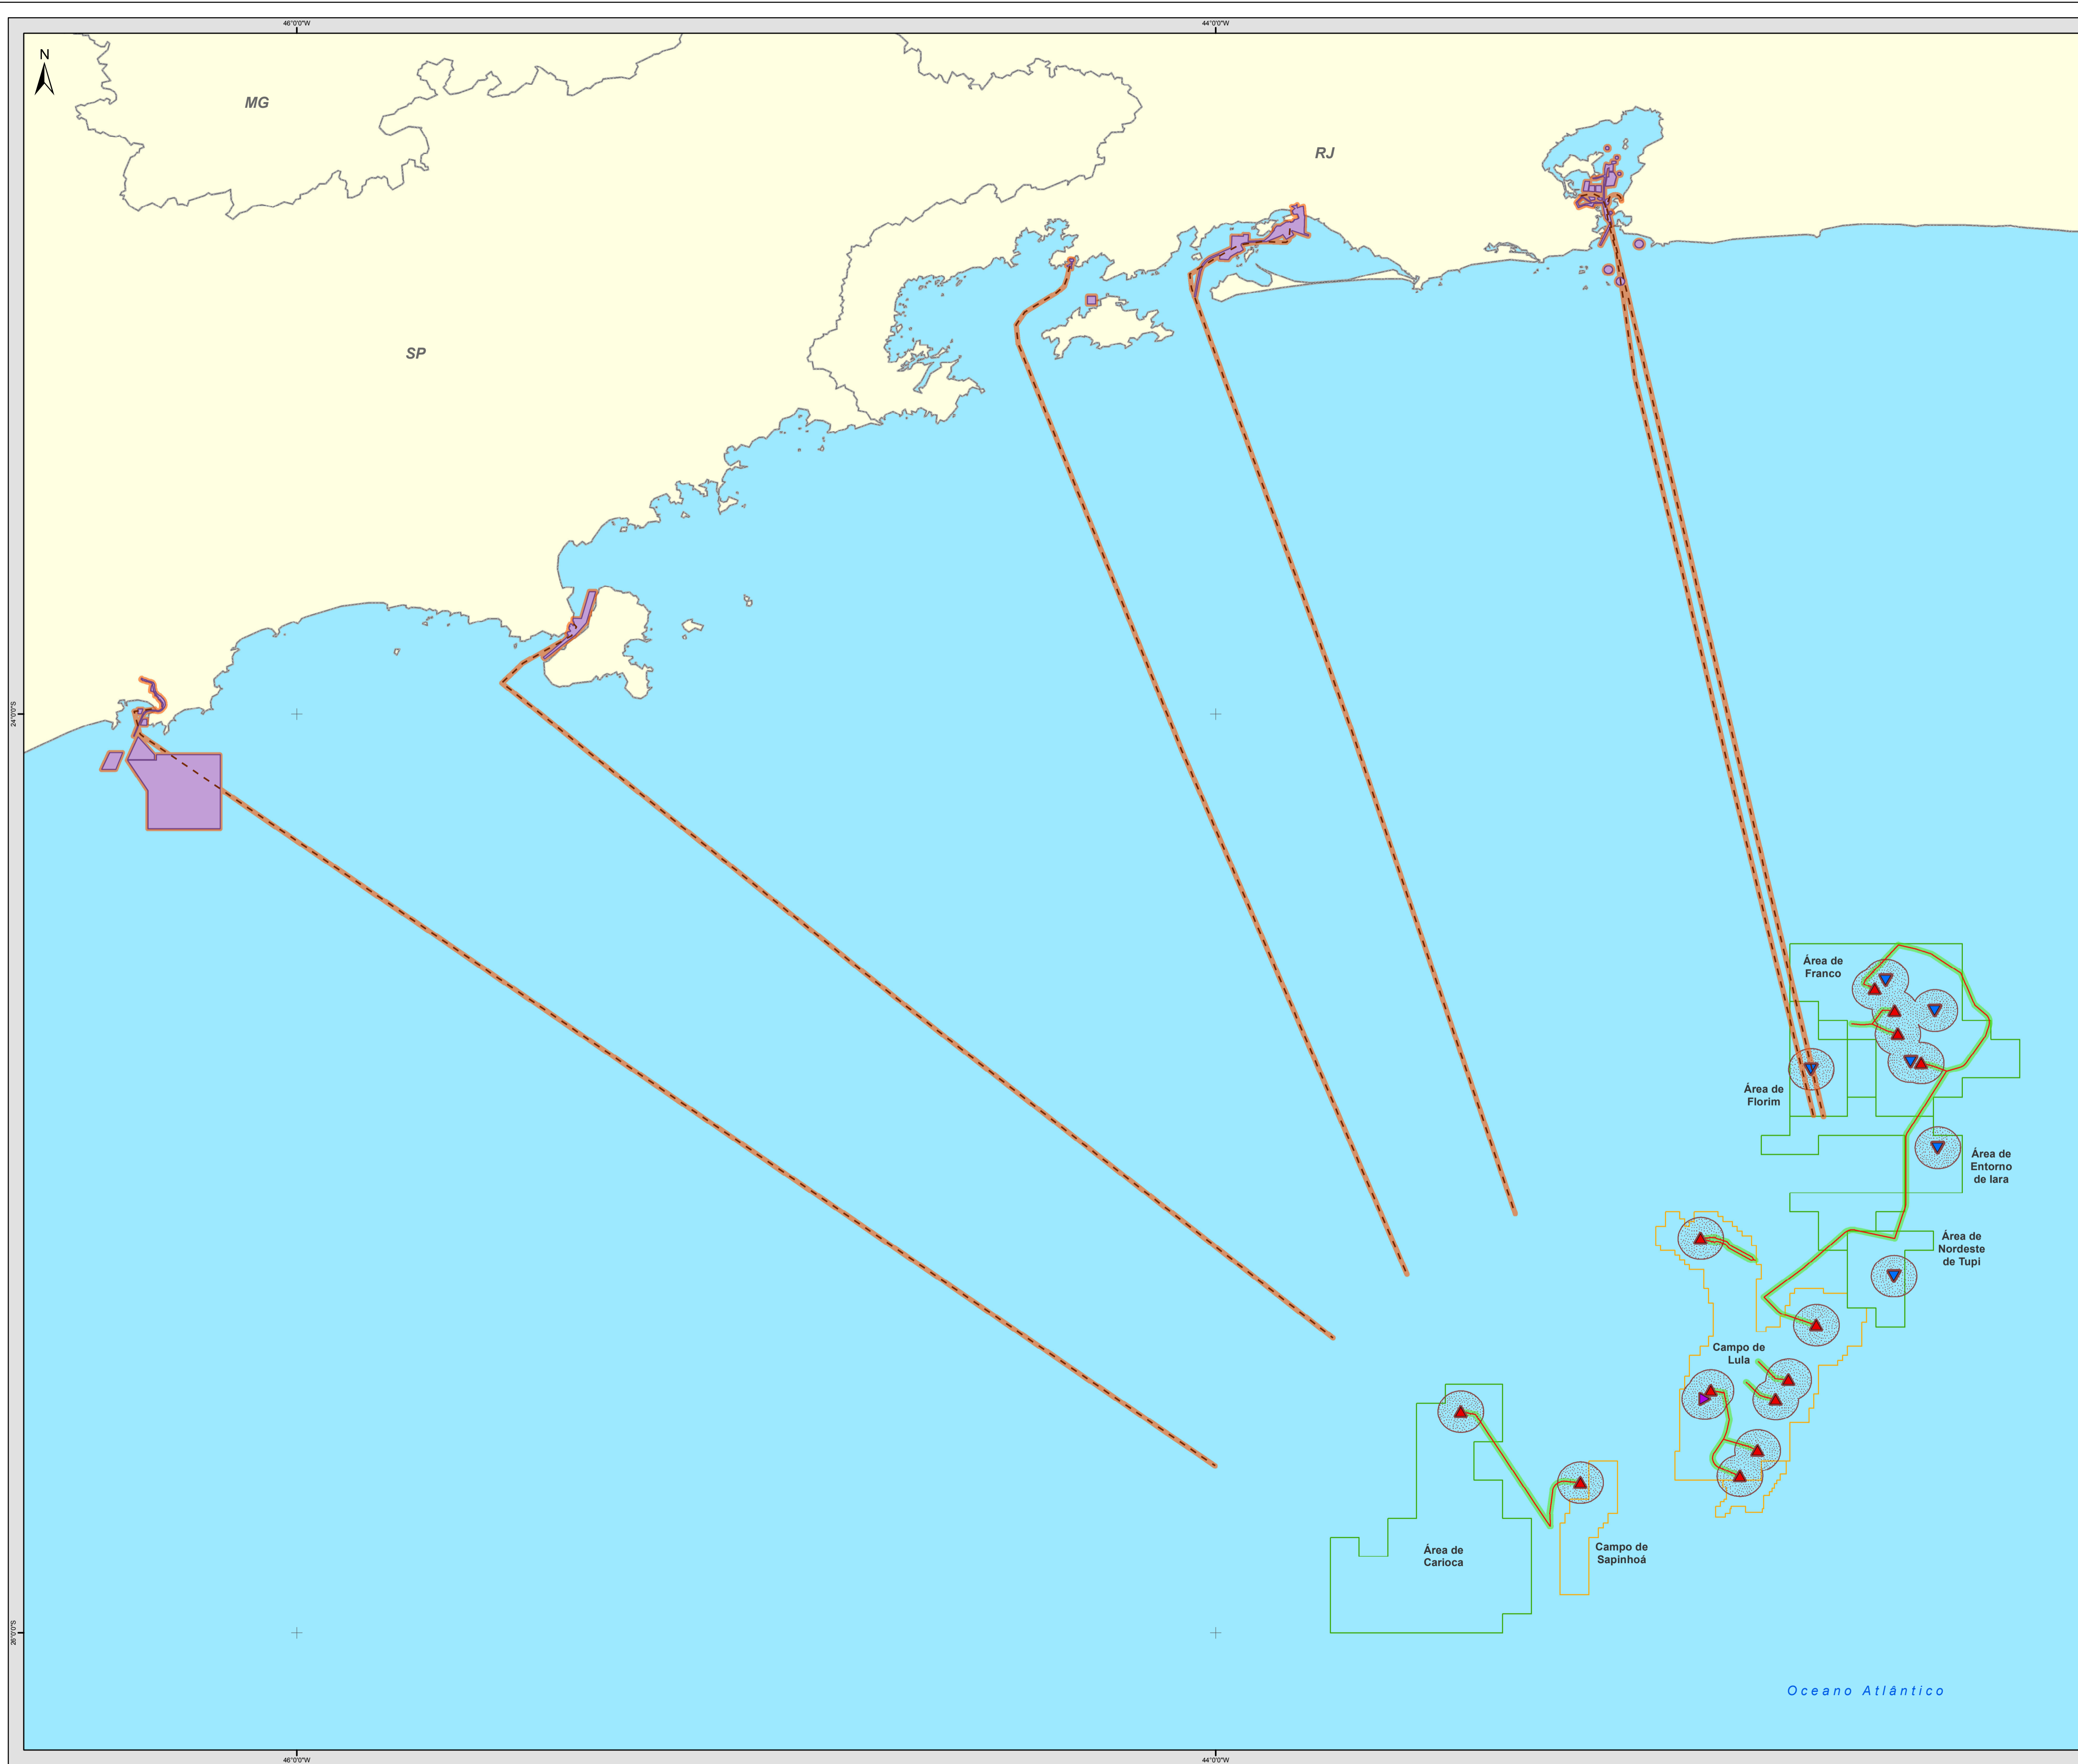 46°0'0"W
44°0'0"W
N
MG
RJ
SP
24°0'0"S
Área de
Franco
Área de
Florim
Área de
Entorno
de Iara
Área de
Nordeste
de Tupi
Campo de
Lula
Área de
Carioca
Campo de
Sapinhoá
26°0'0"S
Oceano Atlântico
46°0'0"W
44°0'0"W